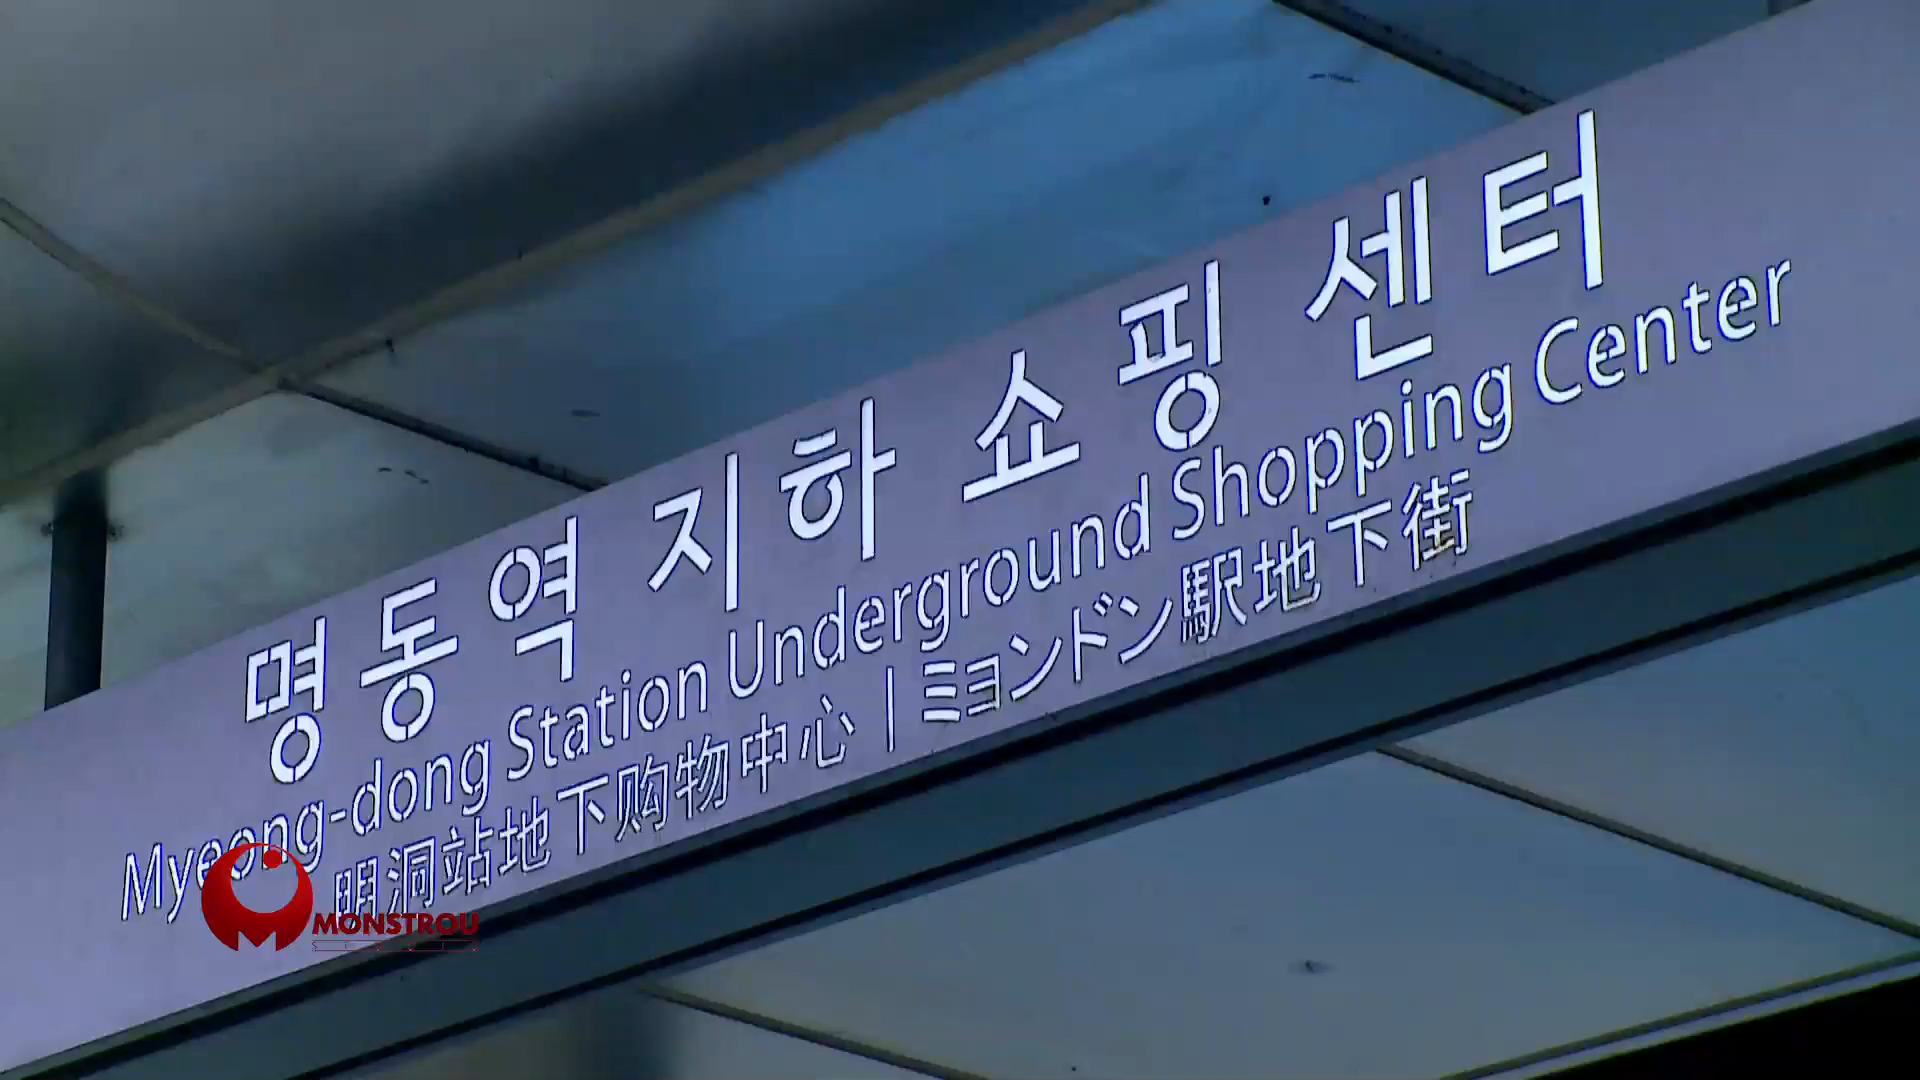 명동역 지하 쇼핑 센터
Myeong-dong Station Underground Shopping Center
明洞站地下购物中心 | ミョンドン駅地下街
MONSTROU